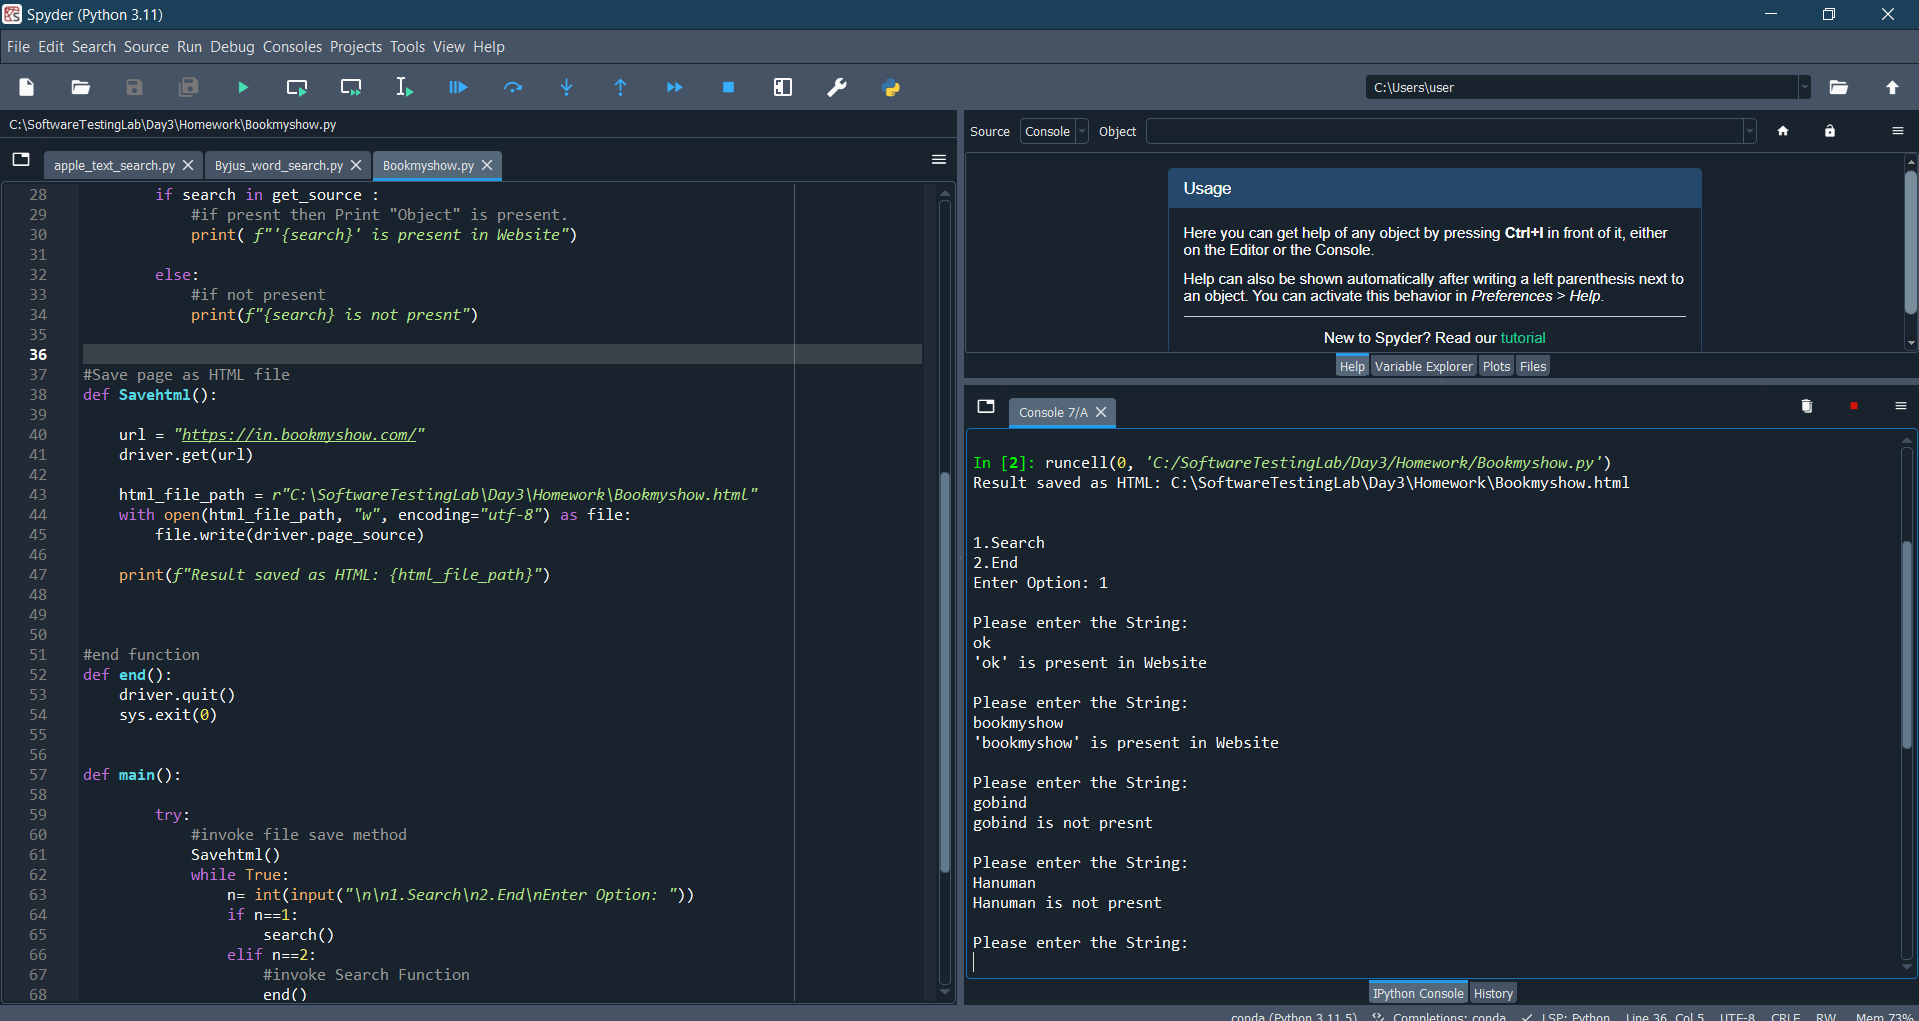 Spyder (Python 3.11)
File Edit Search Source Run Debug Consoles Projects Tools View Help
C:\Users\user
C:\SoftwareTestingLab\Day3\Homework\Bookmyshow.py
apple_text_search.py Byjus_word_search.py Bookmyshow.py
28 if search in get_source :
29 #if presnt then Print "Object" is present.
30 print( f"'{search}' is present in Website")
31
32 else:
33 #if not present
34 print(f"{search} is not presnt")
35
36
37 #Save page as HTML file
38 def Savehtml():
39
40 url = "https://in.bookmyshow.com/"
41 driver.get(url)
42
43 html_file_path = r"C:\SoftwareTestingLab\Day3\Homework\Bookmyshow.html"
44 with open(html_file_path, "w", encoding="utf-8") as file:
45 file.write(driver.page_source)
46
47 print(f"Result saved as HTML: {html_file_path}")
48
49
50
51 #end function
52 def end():
53 driver.quit()
54 sys.exit(0)
55
56
57 def main():
58
59 try:
60 #invoke file save method
61 Savehtml()
62 while True:
63 n= int(input("\n\n1.Search\n2.End\nEnter Option: "))
64 if n==1:
65 search()
66 elif n==2:
67 #invoke Search Function
68 end()
Source Console Object
Usage
Here you can get help of any object by pressing Ctrl+I in front of it, either
on the Editor or the Console.
Help can also be shown automatically after writing a left parenthesis next to
an object. You can activate this behavior in Preferences > Help.
New to Spyder? Read our tutorial
Help Variable Explorer Plots Files
Console 7/A
In [2]: runcell(0, 'C:/SoftwareTestingLab/Day3/Homework/Bookmyshow.py')
Result saved as HTML: C:\SoftwareTestingLab\Day3\Homework\Bookmyshow.html
1.Search
2.End
Enter Option: 1
Please enter the String:
ok
'ok' is present in Website
Please enter the String:
bookmyshow
'bookmyshow' is present in Website
Please enter the String:
gobind
gobind is not presnt
Please enter the String:
Hanuman
Hanuman is not presnt
Please enter the String:
IPython Console History
conda (Python 3.11.5) Completions: conda LSP: Python Line 36, Col 5 UTF-8 CRLF RW Mem 73%